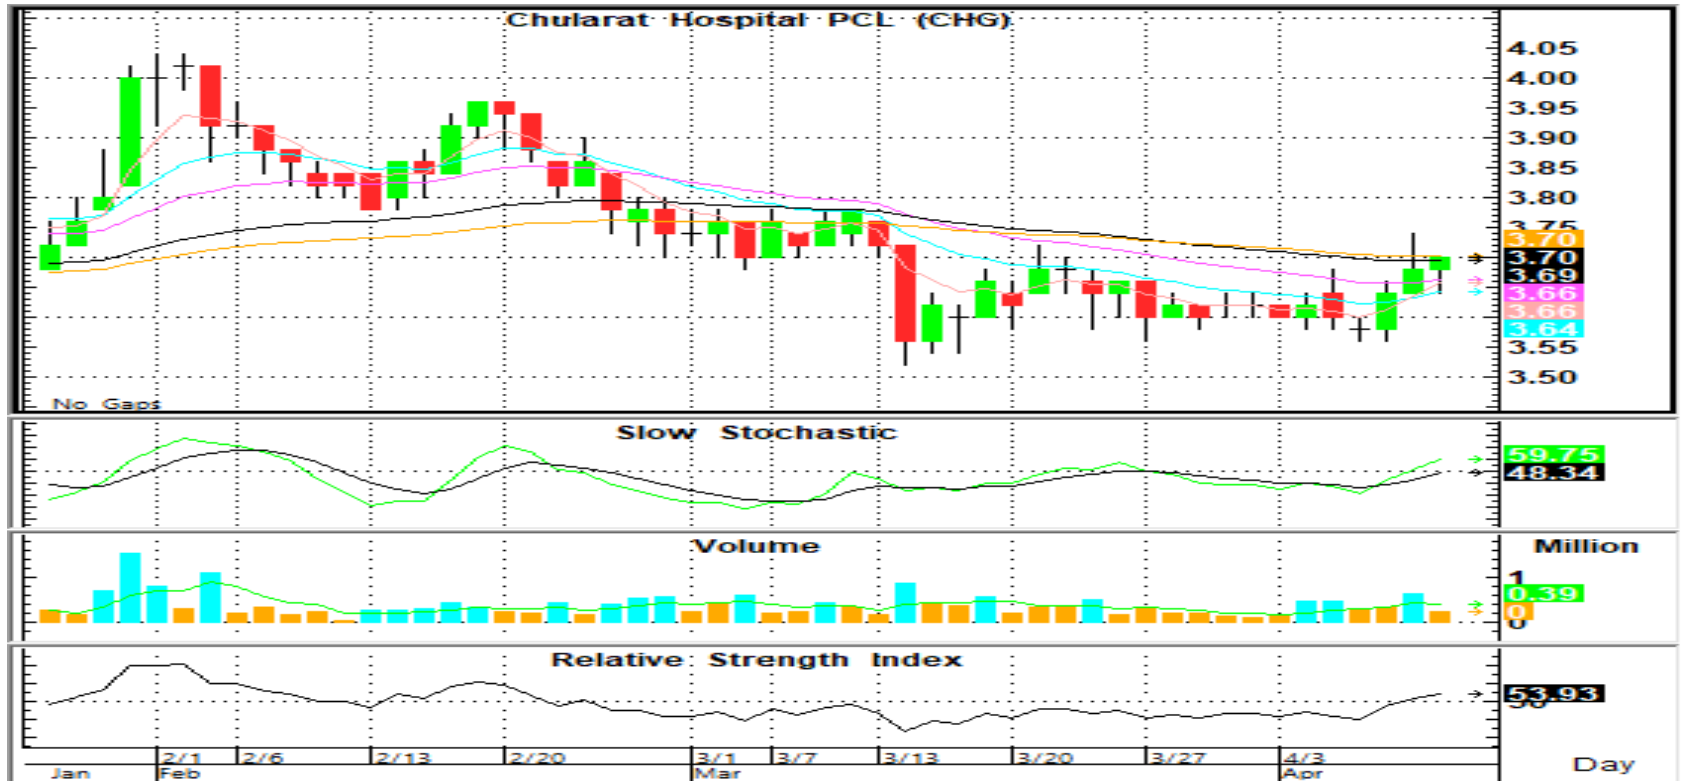 Chularat Hospital PCL (CHG)
4.05
4.00
3.95
3.90
3.85
3.80
3.75
3.70
3.70
3.69
3.66
3.66
3.64
3.55
3.50
No Gaps
Slow Stochastic
59.75
48.34
Volume
Million
1
0.39
0
0
Relative Strength Index
53.93
2/1 2/6 2/13 2/20 3/1 3/7 3/13 3/20 3/27 4/3
Jan Feb Mar Apr
Day